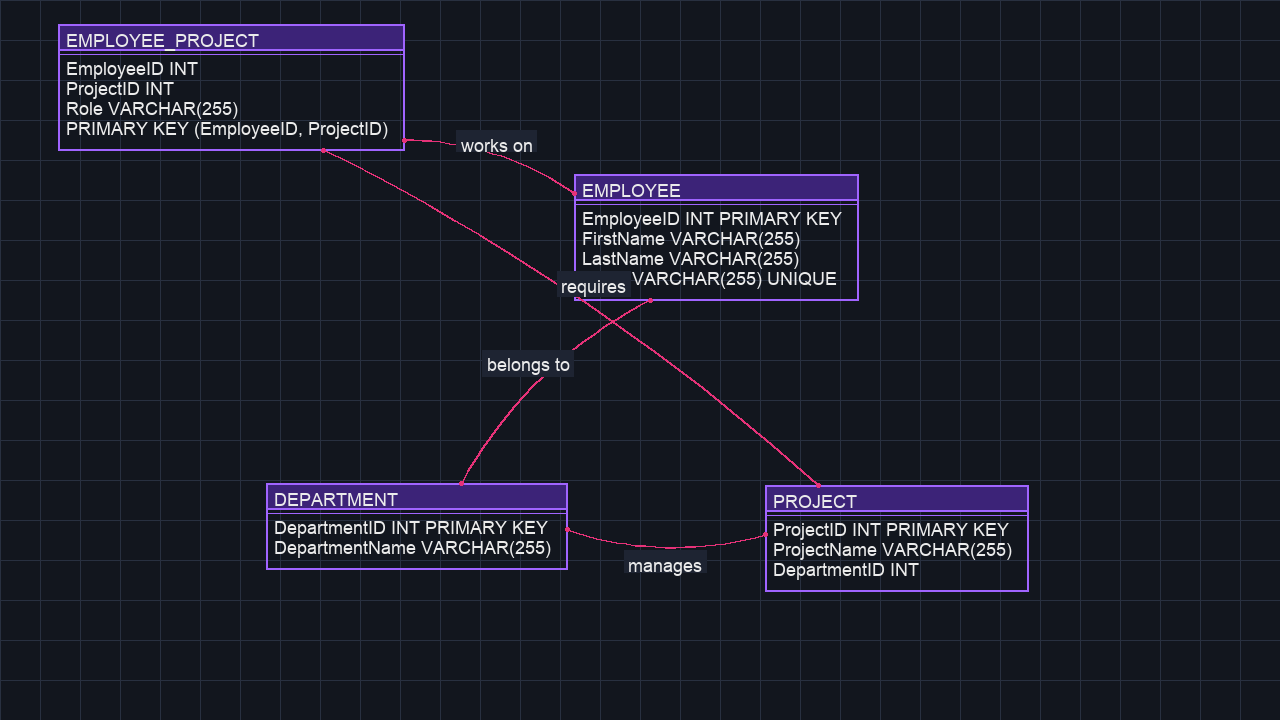 EMPLOYEE_PROJECT
EmployeeID INT
ProjectID INT
Role VARCHAR(255)
PRIMARY KEY (EmployeeID, ProjectID)
works on
EMPLOYEE
EmployeeID INT PRIMARY KEY
FirstName VARCHAR(255)
LastName VARCHAR(255)
VARCHAR(255) UNIQUE
requires
belongs to
DEPARTMENT
DepartmentID INT PRIMARY KEY
DepartmentName VARCHAR(255)
manages
PROJECT
ProjectID INT PRIMARY KEY
ProjectName VARCHAR(255)
DepartmentID INT